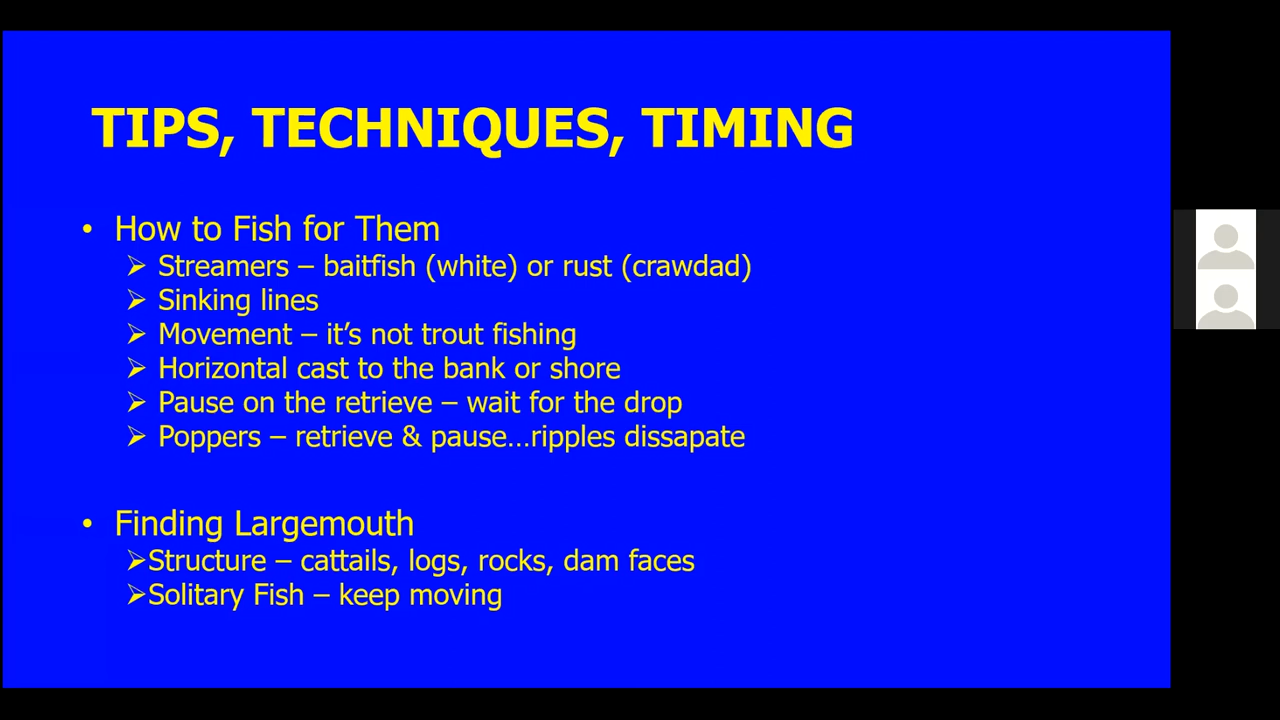 TIPS, TECHNIQUES, TIMING
• How to Fish for Them
➢ Streamers – baitfish (white) or rust (crawdad)
➢ Sinking lines
➢ Movement – it’s not trout fishing
➢ Horizontal cast to the bank or shore
➢ Pause on the retrieve – wait for the drop
➢ Poppers – retrieve & pause…ripples dissapate
• Finding Largemouth
➢Structure – cattails, logs, rocks, dam faces
➢Solitary Fish – keep moving